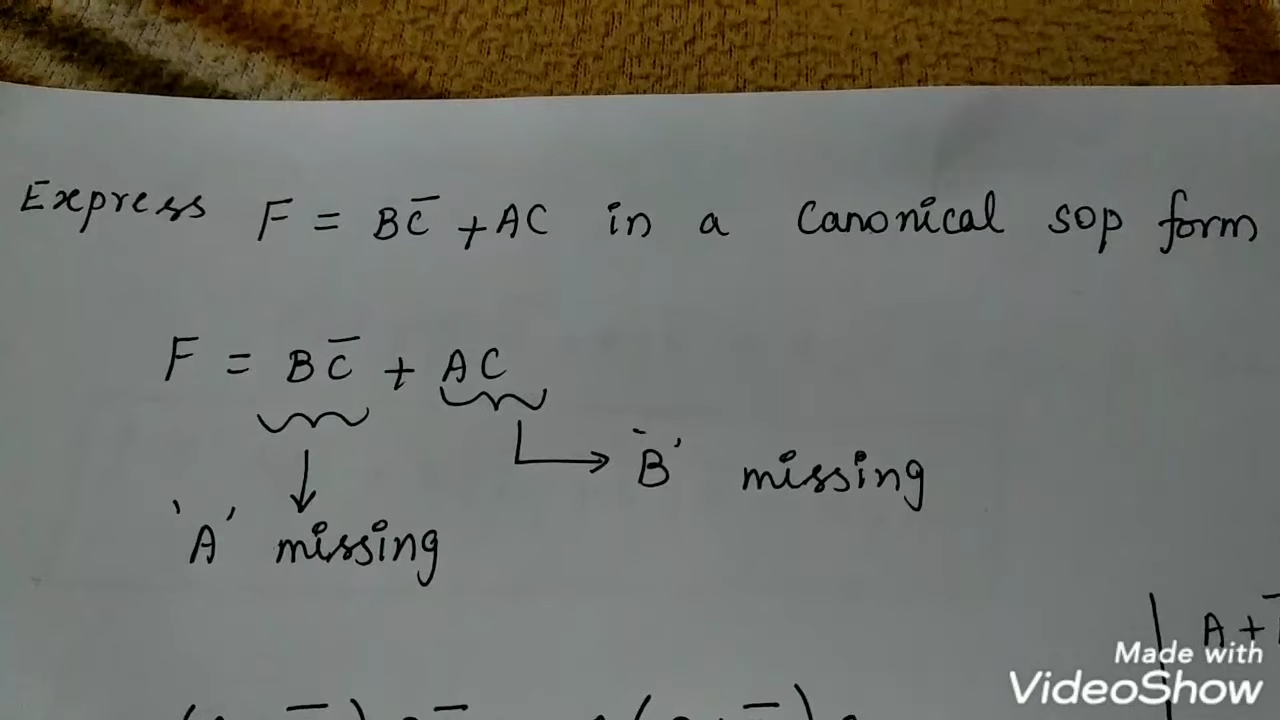 Express F = BC̅ + AC in a canonical sop form
F = BC̅ + AC
'B' missing
'A' missing
A +
Made with
VideoShow